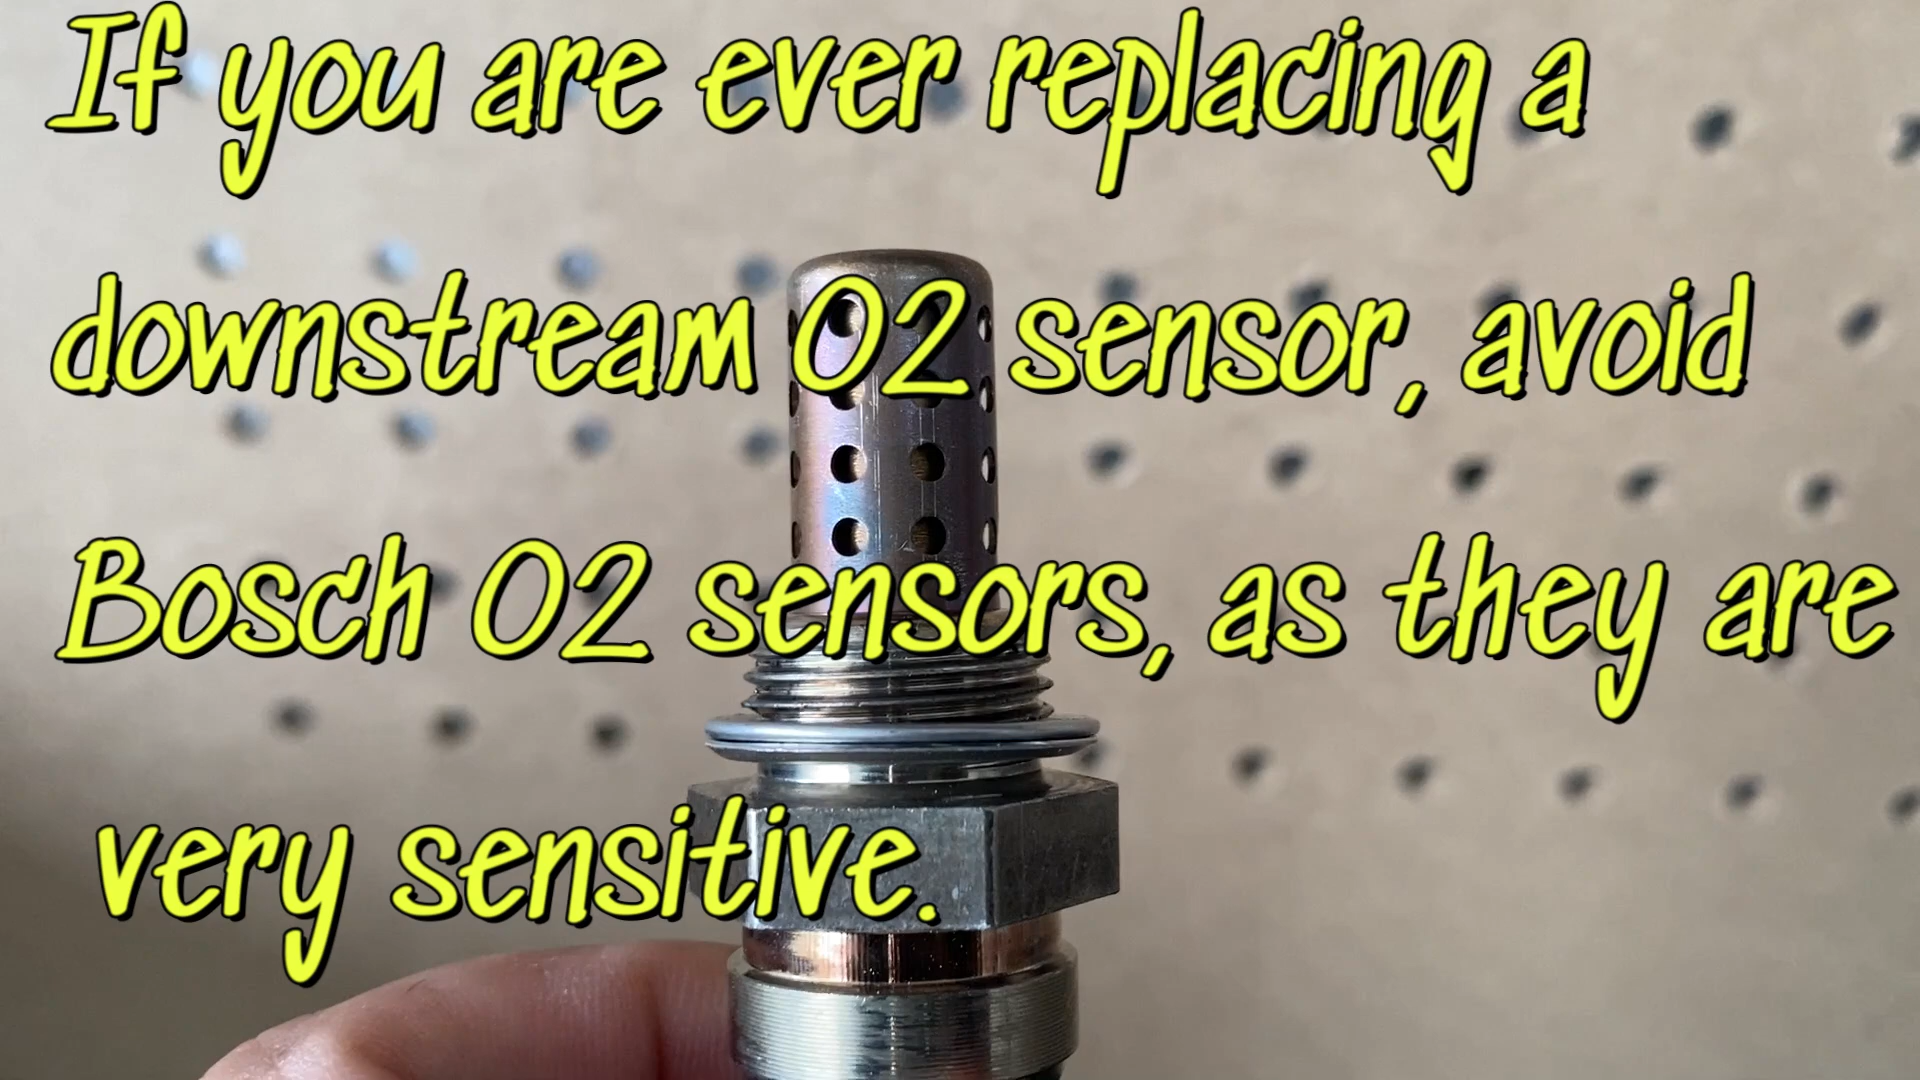 If you are ever replacing a
downstream O2 sensor, avoid
Bosch O2 sensors, as they are
very sensitive.